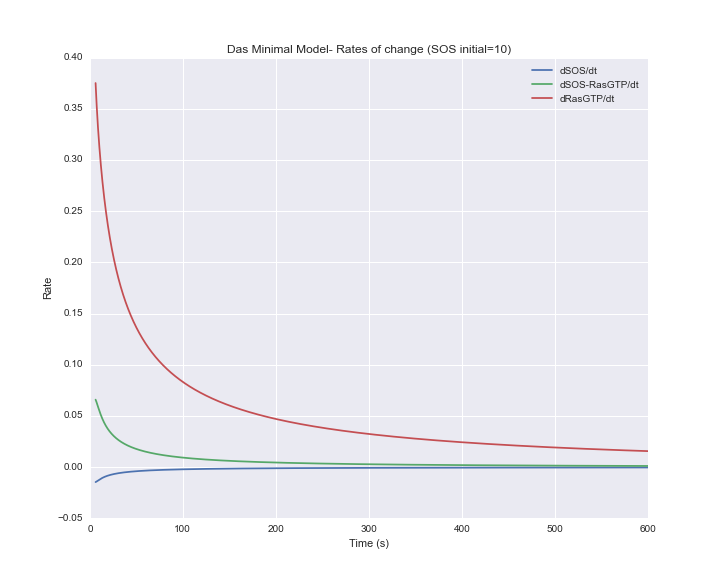 Das Minimal Model- Rates of change (SOS initial=10)
dSOS/dt
dSOS-RasGTP/dt
dRasGTP/dt
0.40
0.35
0.30
0.25
0.20
0.15
0.10
0.05
0.00
−0.05
Rate
0 100 200 300 400 500 600
Time (s)